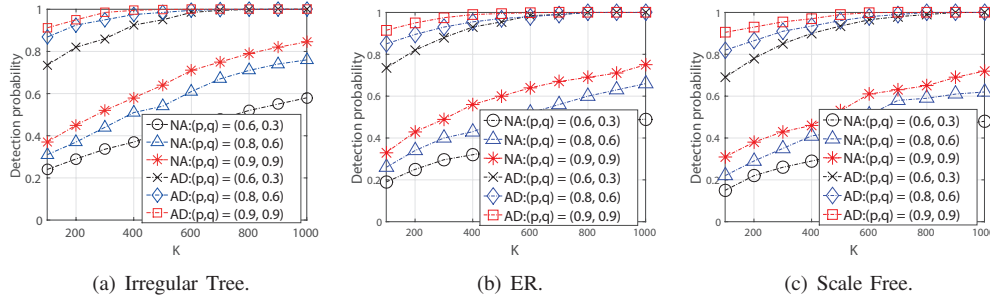 Detection probability
1
0.8
0.6
0.4
0.2
0
200
400
600
800
1000
K
NA:(p,q) = (0.6, 0.3)
NA:(p,q) = (0.8, 0.6)
NA:(p,q) = (0.9, 0.9)
AD:(p,q) = (0.6, 0.3)
AD:(p,q) = (0.8, 0.6)
AD:(p,q) = (0.9, 0.9)
(a) Irregular Tree.
Detection probability
1
0.8
0.6
0.4
0.2
0
200
400
600
800
1000
K
NA:(p,q) = (0.6, 0.3)
NA:(p,q) = (0.8, 0.6)
NA:(p,q) = (0.9, 0.9)
AD:(p,q) = (0.6, 0.3)
AD:(p,q) = (0.8, 0.6)
AD:(p,q) = (0.9, 0.9)
(b) ER.
Detection probability
1
0.8
0.6
0.4
0.2
0
200
400
600
800
1000
K
NA:(p,q) = (0.6, 0.3)
NA:(p,q) = (0.8, 0.6)
NA:(p,q) = (0.9, 0.9)
AD:(p,q) = (0.6, 0.3)
AD:(p,q) = (0.8, 0.6)
AD:(p,q) = (0.9, 0.9)
(c) Scale Free.